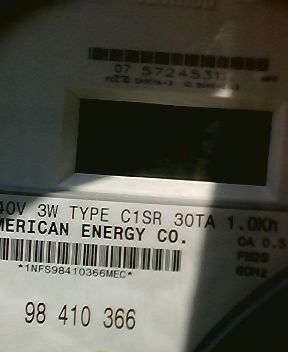 07 5724531
40V 3W TYPE C1SR 30TA 1.0Kh
MERICAN ENERGY CO.
CA 0.5
FM2S
*1NFS98410366MEC*
98 410 366